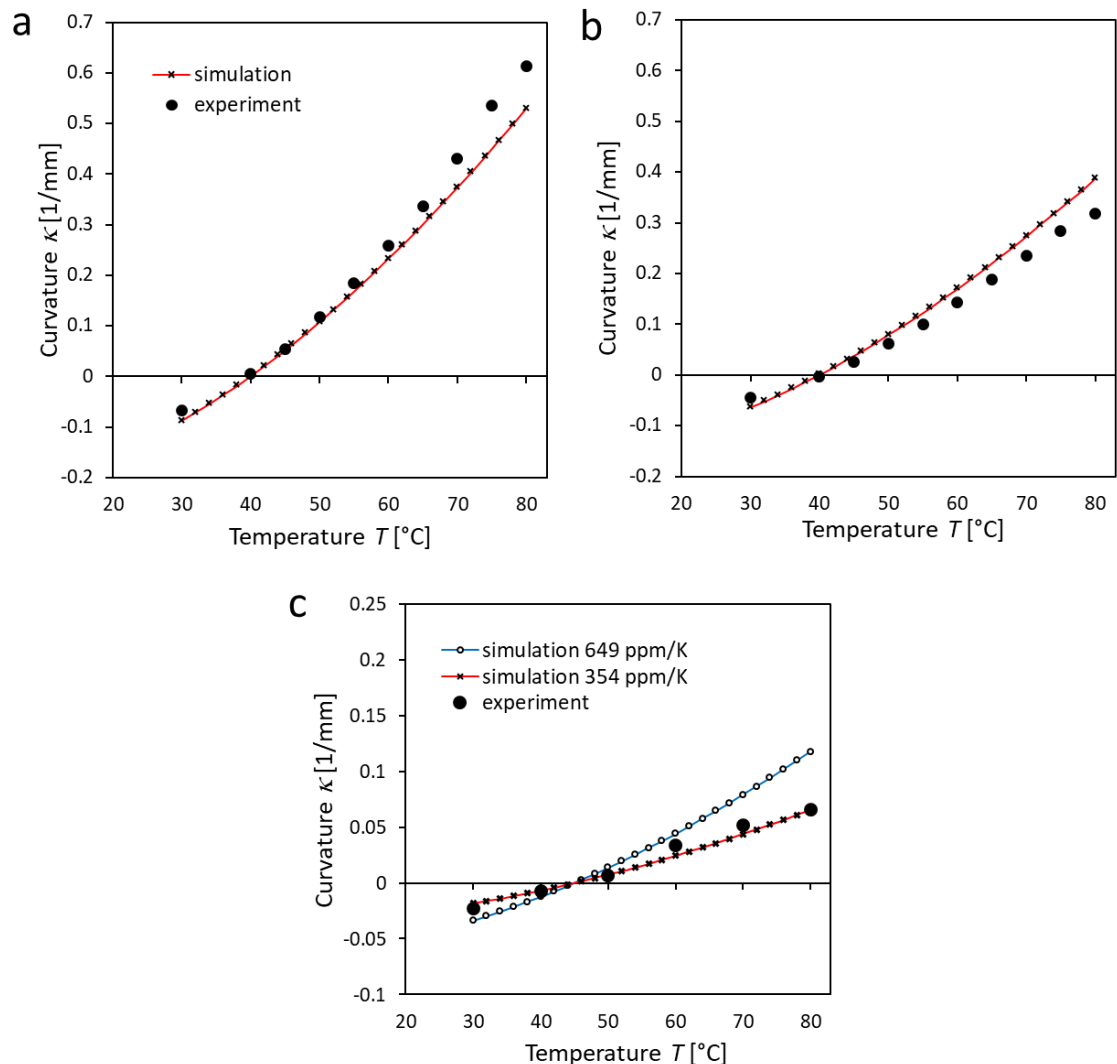 a
0.7
0.6
0.5
0.4
0.3
0.2
0.1
0
-0.1
-0.2
20 30 40 50 60 70 80
Curvature κ [1/mm]
Temperature T [°C]
simulation
experiment
b
0.7
0.6
0.5
0.4
0.3
0.2
0.1
0
-0.1
-0.2
20 30 40 50 60 70 80
Curvature κ [1/mm]
Temperature T [°C]
c
0.25
0.2
0.15
0.1
0.05
0
-0.05
-0.1
20 30 40 50 60 70 80
Curvature κ [1/mm]
Temperature T [°C]
simulation 649 ppm/K
simulation 354 ppm/K
experiment